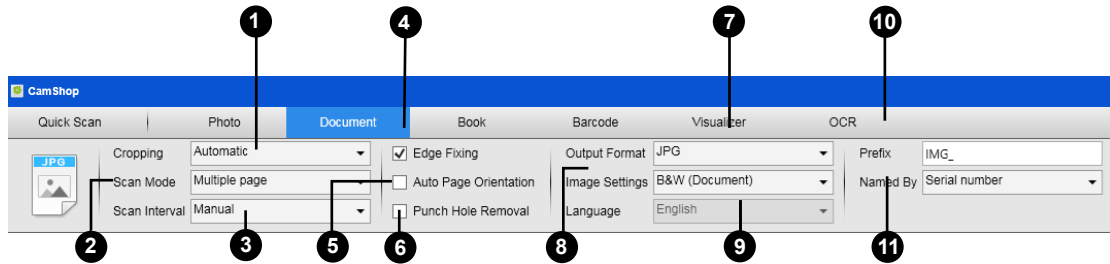 1 4 7 10
CamShop
Quick Scan Photo Document Book Barcode Visualizer OCR
JPG
Cropping Automatic Edge Fixing Output Format JPG Prefix IMG_
Scan Mode Multiple page Auto Page Orientation Image Settings B&W (Document) Named By Serial number
Scan Interval Manual Punch Hole Removal Language English
2 3 5 6 8 9 11